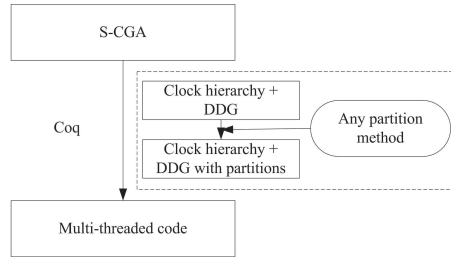 S-CGA
Clock hierarchy +
DDG
Any partition
method
Coq
Clock hierarchy +
DDG with partitions
Multi-threaded code